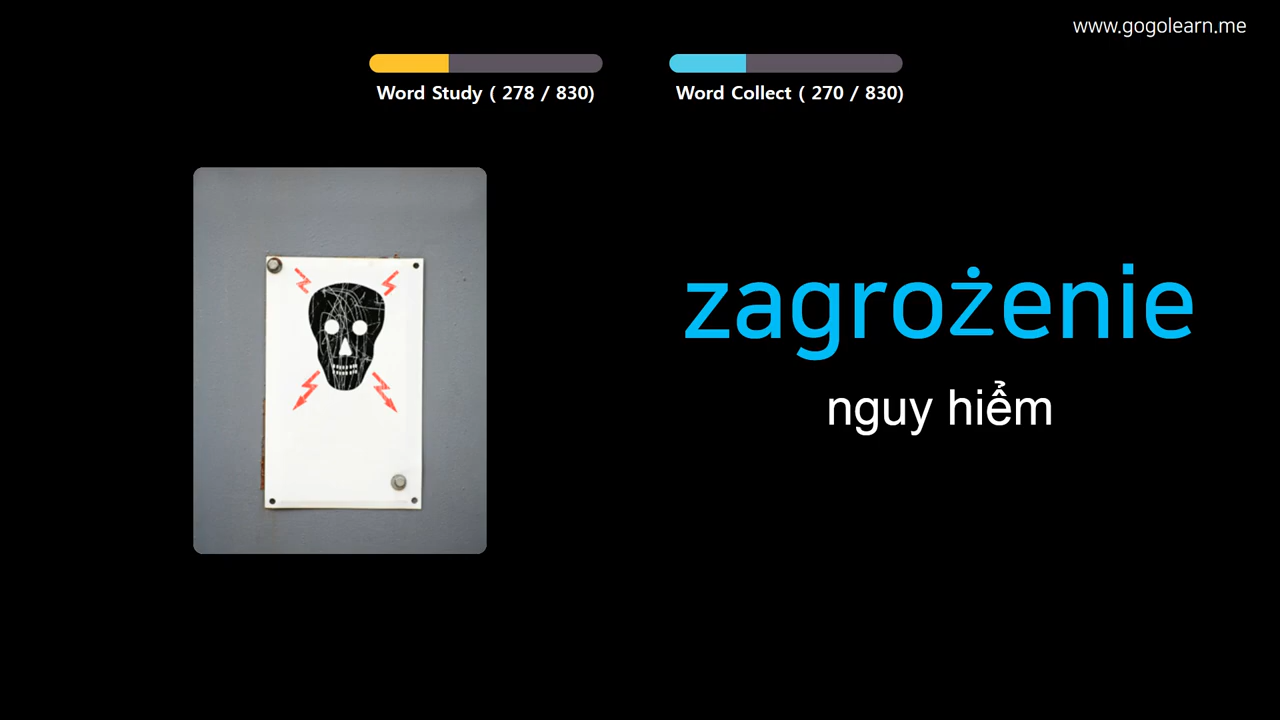 www.gogolearn.me
Word Study ( 278 / 830)
Word Collect ( 270 / 830)
zagrożenie
nguy hiểm